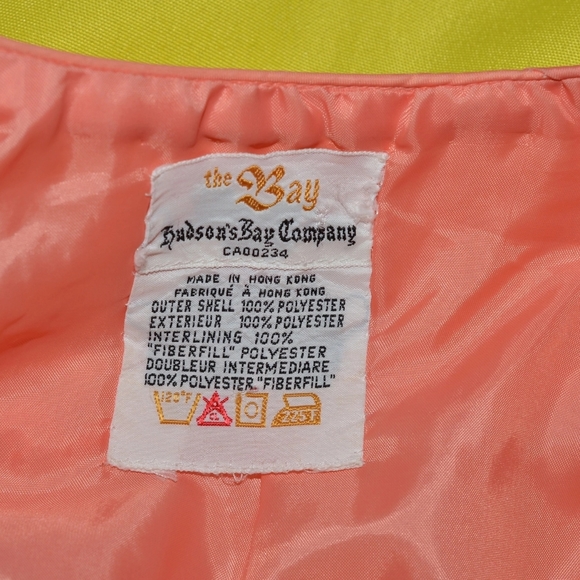 the Bay
Hudson's Bay Company
CA00234
MADE IN HONG KONG
FABRIQUÉ À HONG KONG
OUTER SHELL 100% POLYESTER
EXTERIEUR 100% POLYESTER
INTERLINING 100%
"FIBERFILL" POLYESTER
DOUBLEUR INTERMEDIARE
100% POLYESTER "FIBERFILL"
120°F CL 225°F